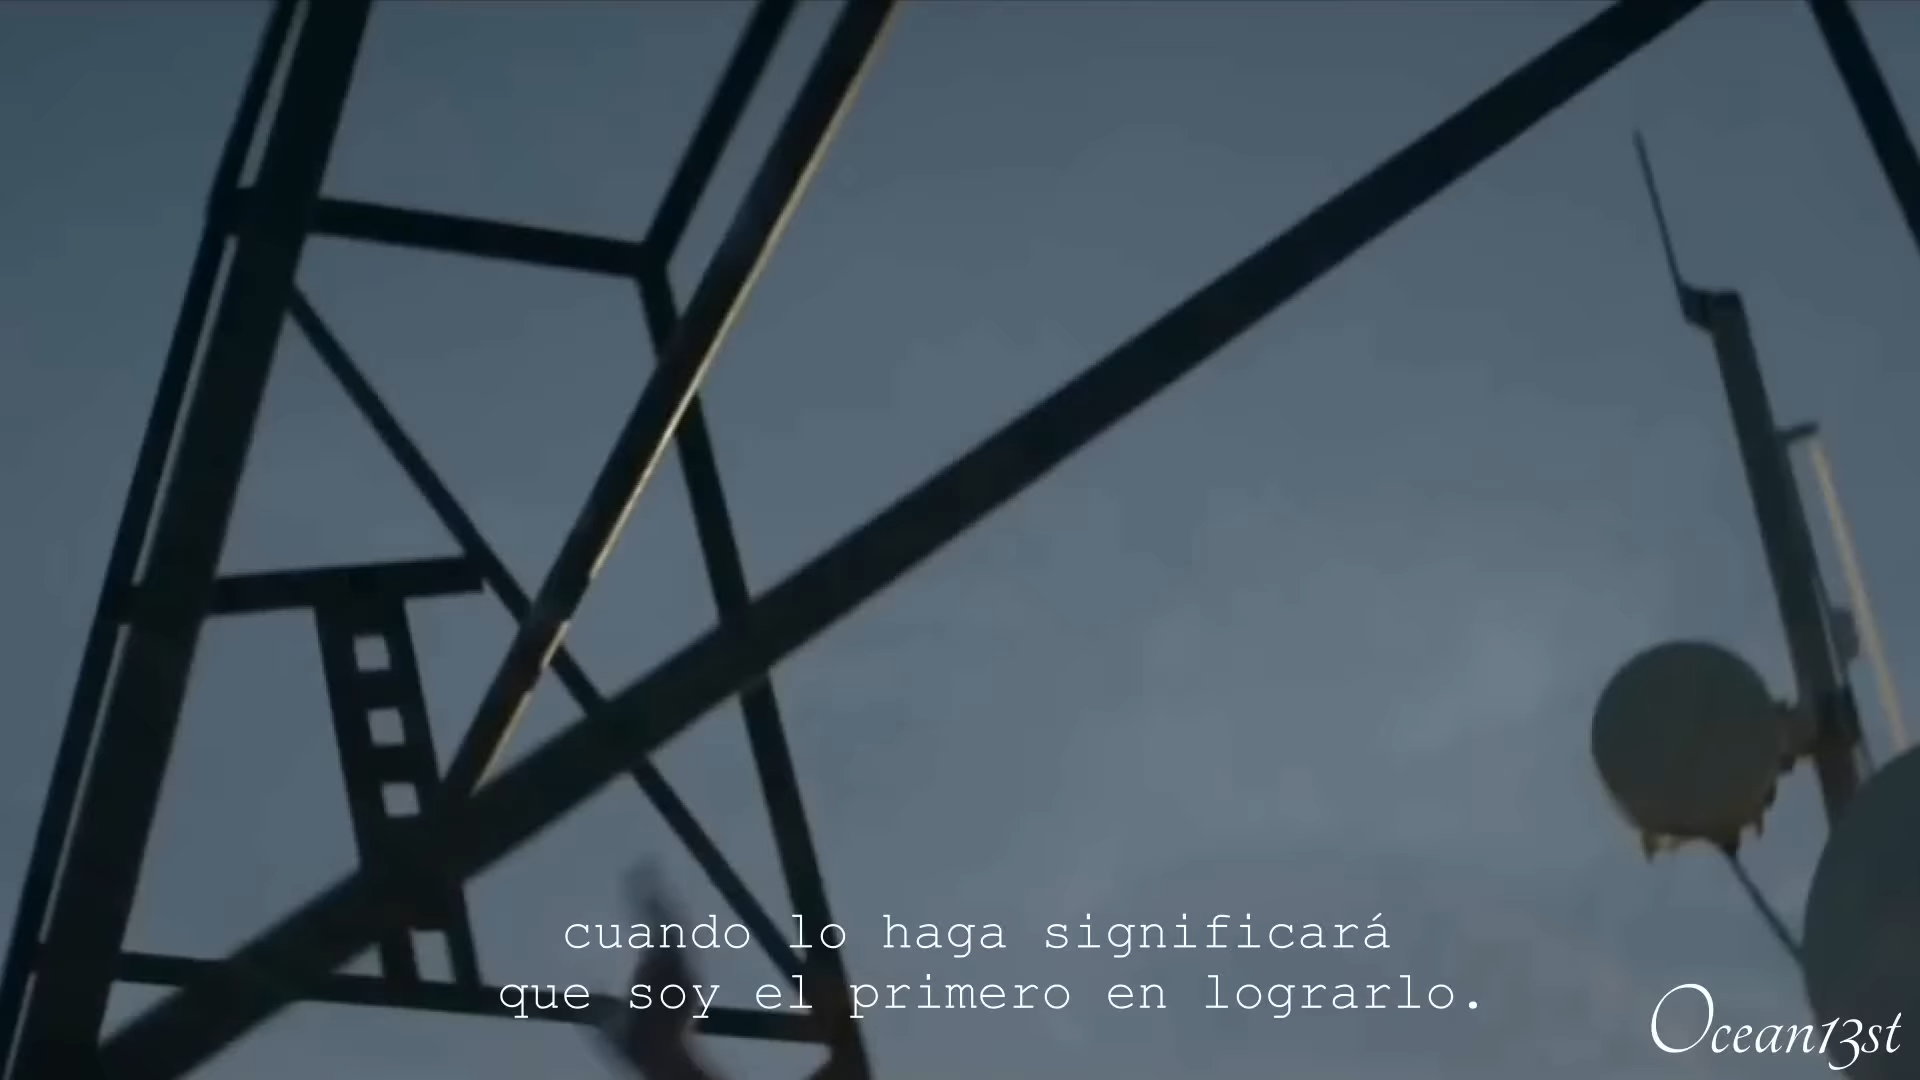 cuando lo haga significará
que soy el primero en lograrlo.
Ocean13st